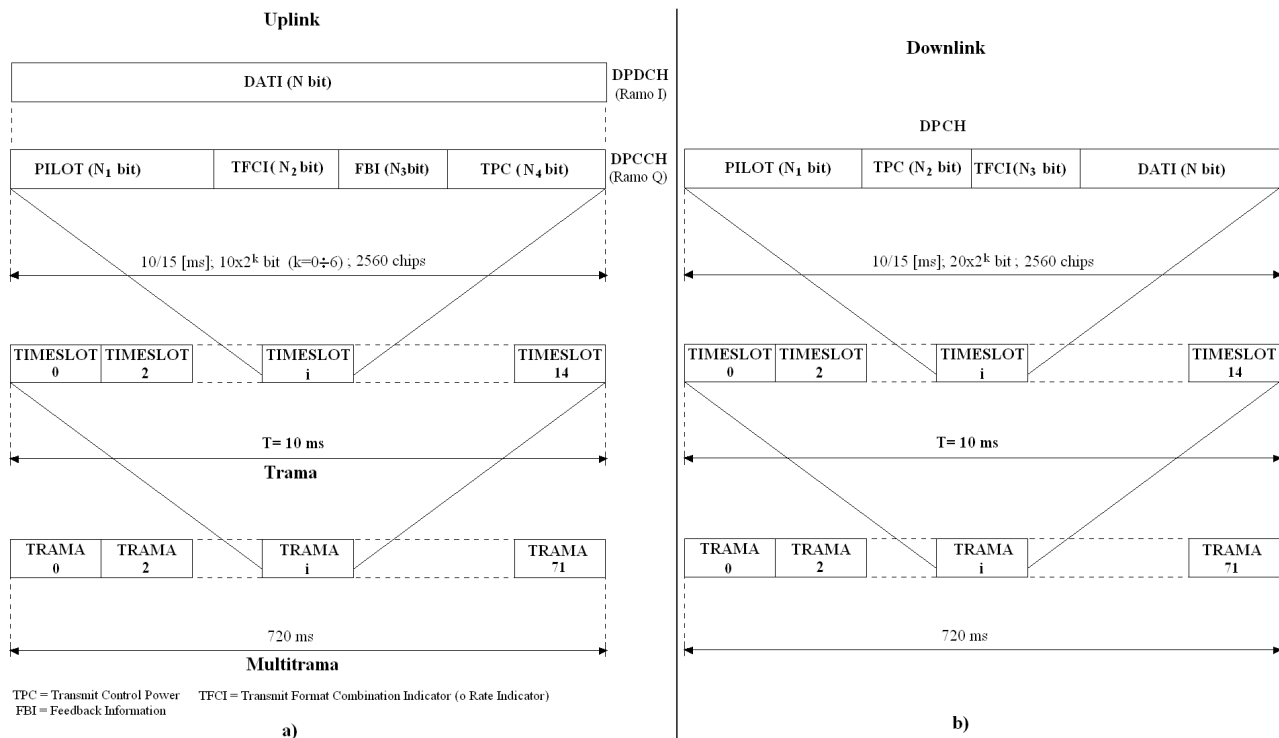 Uplink
DATI (N bit)
DPDCH
(Ramo I)
PILOT (N1 bit)
TFCI( N2 bit)
FBI (N3bit)
TPC (N4 bit)
DPCCH
(Ramo Q)
10/15 [ms]; 10x2^k bit (k=0÷6) ; 2560 chips
TIMESLOT
0
TIMESLOT
2
TIMESLOT
i
TIMESLOT
14
T= 10 ms
Trama
TRAMA
0
TRAMA
2
TRAMA
i
TRAMA
71
720 ms
Multitrama
TPC = Transmit Control Power
TFCI = Transmit Format Combination Indicator (o Rate Indicator)
FBI = Feedback Information
a)
Downlink
DPCH
PILOT (N1 bit)
TPC (N2 bit)
TFCI(N3 bit)
DATI (N bit)
10/15 [ms]; 20x2^k bit ; 2560 chips
TIMESLOT
0
TIMESLOT
2
TIMESLOT
i
TIMESLOT
14
T= 10 ms
TRAMA
0
TRAMA
2
TRAMA
i
TRAMA
71
720 ms
b)